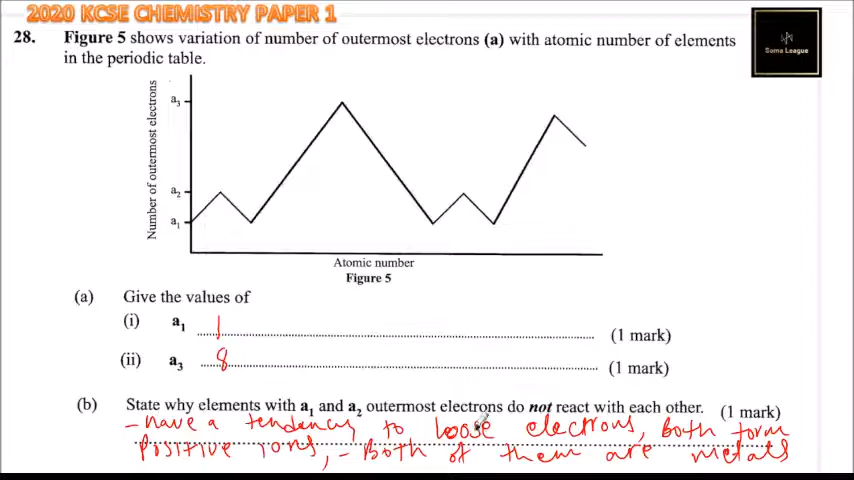 2020 KCSE CHEMISTRY PAPER 1
28. Figure 5 shows variation of number of outermost electrons (a) with atomic number of elements
in the periodic table.
Soma League
Number of outermost electrons
a3
a2
a1
Atomic number
Figure 5
(a) Give the values of
(i) a1 1 (1 mark)
(ii) a3 8 (1 mark)
(b) State why elements with a1 and a2 outermost electrons do not react with each other. (1 mark)
- have a tendency to loose electrons, Both form
positive ions, - Both of them are metals